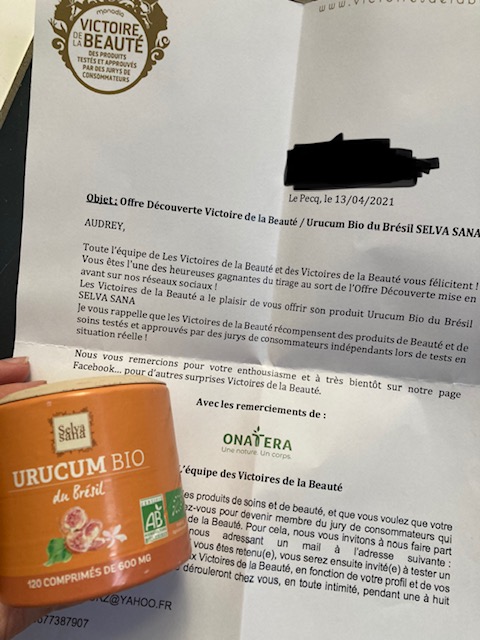 monadia
VICTOIRE
DE
LA BEAUTÉ
DES PRODUITS
TESTÉS ET APPROUVÉS
PAR DES JURYS DE
CONSOMMATEURS
Le Pecq, le 13/04/2021
Objet : Offre Découverte Victoire de la Beauté / Urucum Bio du Brésil SELVA SANA
AUDREY,
Toute l'équipe de Les Victoires de la Beauté et des Victoires de la Beauté vous félicitent !
Vous êtes l'une des heureuses gagnantes du tirage au sort de l'Offre Découverte mise en
avant sur nos réseaux sociaux !
Les Victoires de la Beauté a le plaisir de vous offrir son produit Urucum Bio du Brésil
SELVA SANA
Je vous rappelle que les Victoires de la Beauté récompensent des produits de Beauté et de
soins testés et approuvés par des jurys de consommateurs indépendants lors de tests en
situation réelle !
Nous vous remercions pour votre enthousiasme et à très bientôt sur notre page
Facebook... pour d'autres surprises Victoires de la Beauté.
Avec les remerciements de :
ONATERA
Une nature. Un corps.
L'équipe des Victoires de la Beauté
es produits de soins et de beauté, et que vous voulez que votre
ez-vous pour devenir membre du jury de consommateurs qui
de la Beauté. Pour cela, nous vous invitons à nous faire part
nous adressant un mail à l'adresse suivante :
vous êtes retenu(e), vous serez ensuite invité(e) à tester un
ux Victoires de la Beauté, en fonction de votre profil et de vos
dérouleront chez vous, en toute intimité, pendant une à huit
@YAHOO.FR
677387907
Selva
sana
URUCUM BIO
du Brésil
AB
120 COMPRIMÉS DE 600 MG